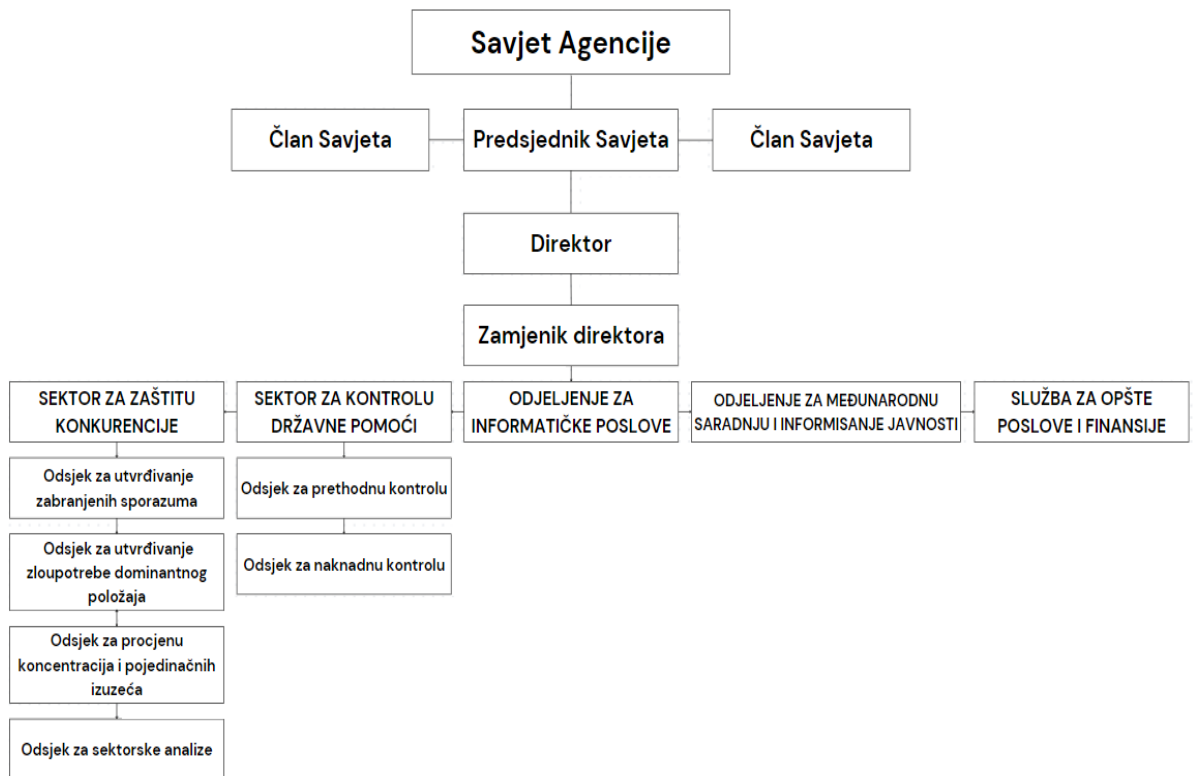 Savjet Agencije
Član Savjeta
Predsjednik Savjeta
Član Savjeta
Direktor
Zamjenik direktora
SEKTOR ZA ZAŠTITU
KONKURENCIJE
SEKTOR ZA KONTROLU
DRŽAVNE POMOĆI
ODJELJENJE ZA
INFORMATIČKE POSLOVE
ODJELJENJE ZA MEĐUNARODNU
SARADNJU I INFORMISANJE JAVNOSTI
SLUŽBA ZA OPŠTE
POSLOVE I FINANSIJE
Odsjek za utvrđivanje
zabranjenih sporazuma
Odsjek za utvrđivanje
zloupotrebe dominantnog
položaja
Odsjek za procjenu
koncentracija i pojedinačnih
izuzeća
Odsjek za sektorske analize
Odsjek za prethodnu kontrolu
Odsjek za naknadnu kontrolu